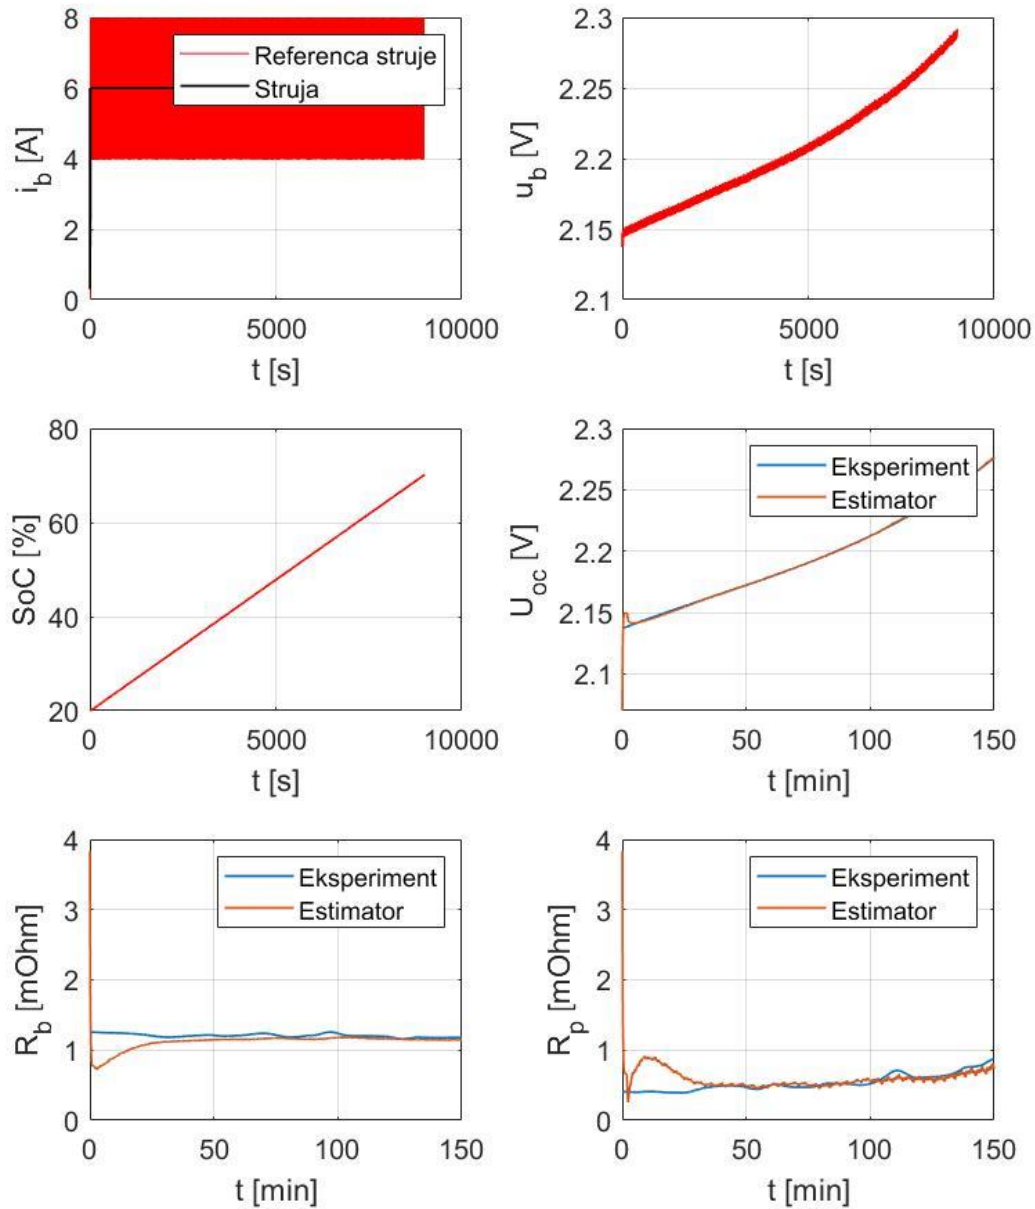 8
6
4
2
0
i_b [A]
Referenca struje
Struja
0 5000 10000
t [s]
2.3
2.25
2.2
2.15
2.1
u_b [V]
0 5000 10000
t [s]
80
60
40
20
SoC [%]
0 5000 10000
t [s]
2.3
2.25
2.2
2.15
2.1
U_oc [V]
Eksperiment
Estimator
0 50 100 150
t [min]
4
3
2
1
0
R_b [mOhm]
Eksperiment
Estimator
0 50 100 150
t [min]
4
3
2
1
0
R_p [mOhm]
Eksperiment
Estimator
0 50 100 150
t [min]